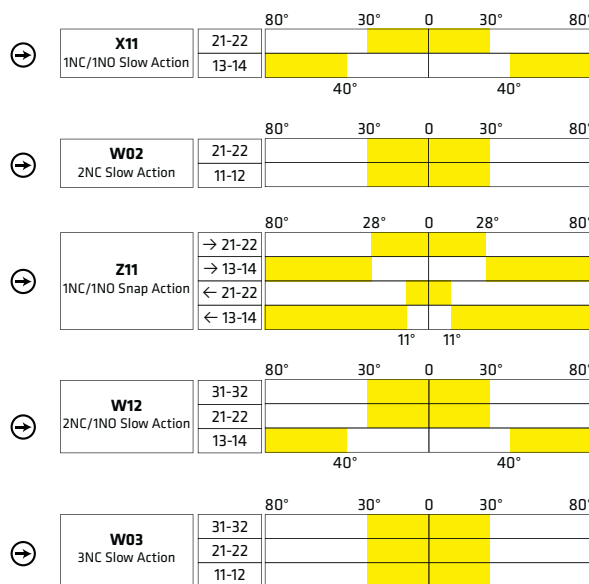 80° 30° 0 30° 80°
X11
1NC/1NO Slow Action
21-22
13-14
40° 40°
80° 30° 0 30° 80°
W02
2NC Slow Action
21-22
11-12
80° 28° 0 28° 80°
Z11
1NC/1NO Snap Action
→ 21-22
→ 13-14
← 21-22
← 13-14
11° 11°
80° 30° 0 30° 80°
W12
2NC/1NO Slow Action
31-32
21-22
13-14
40° 40°
80° 30° 0 30° 80°
W03
3NC Slow Action
31-32
21-22
11-12